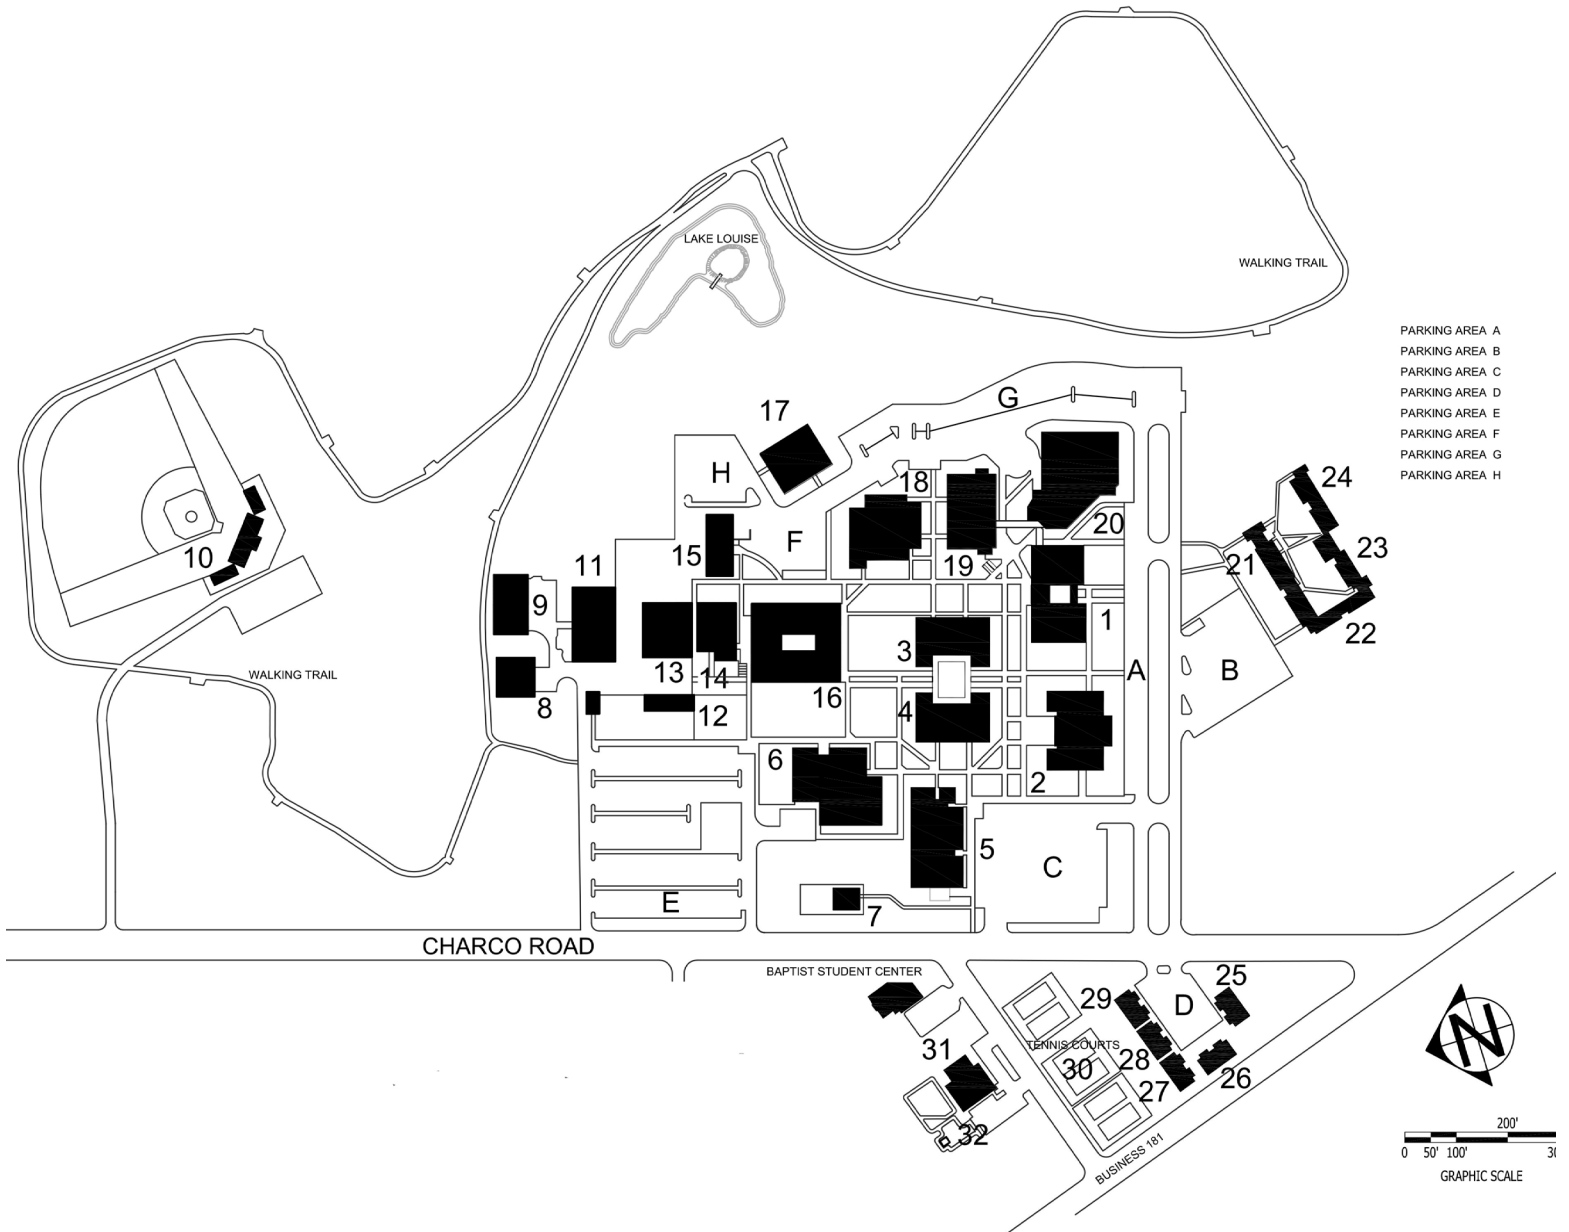 LAKE LOUISE
WALKING TRAIL
PARKING AREA A
PARKING AREA B
PARKING AREA C
PARKING AREA D
PARKING AREA E
PARKING AREA F
PARKING AREA G
PARKING AREA H
G
17
H
18
24
20
10
15
F
21
23
11
19
9
1
22
3
13
14
A
B
16
8
12
4
6
2
5
C
E
7
CHARCO ROAD
BAPTIST STUDENT CENTER
WALKING TRAIL
25
29
D
31
TENNIS COURTS
28
30
26
27
32
BUSINESS 181
N
200'
0 50' 100' 30
GRAPHIC SCALE